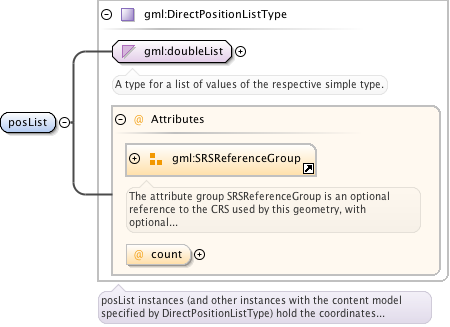 gml:DirectPositionListType
gml:doubleList
A type for a list of values of the respective simple type.
posList
@ Attributes
gml:SRSReferenceGroup
The attribute group SRSReferenceGroup is an optional
reference to the CRS used by this geometry, with
optional...
@ count
posList instances (and other instances with the content model
specified by DirectPositionListType) hold the coordinates...